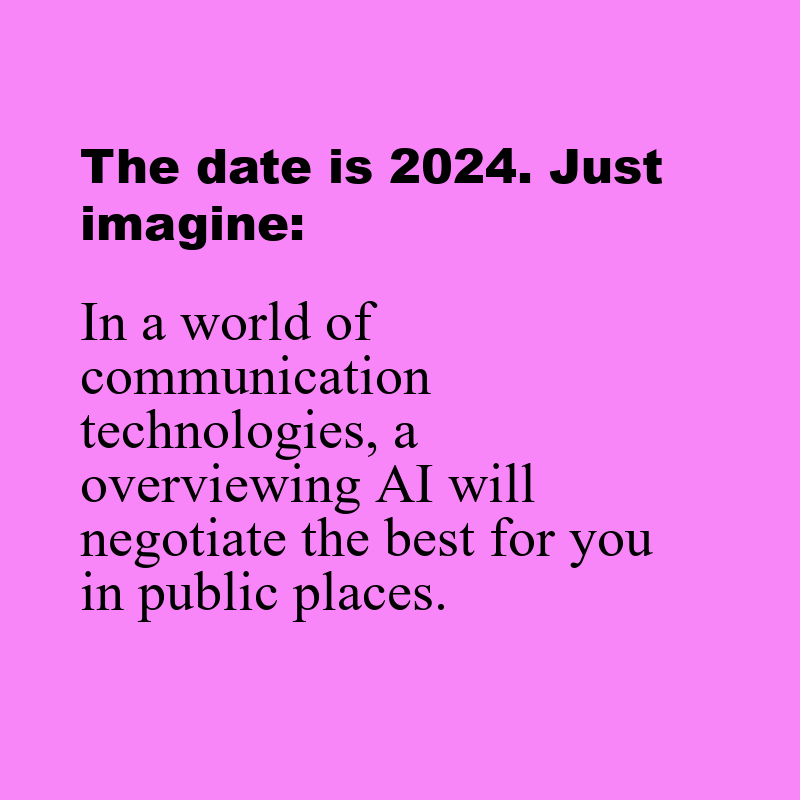 The date is 2024. Just
imagine:
In a world of
communication
technologies, a
overviewing AI will
negotiate the best for you
in public places.